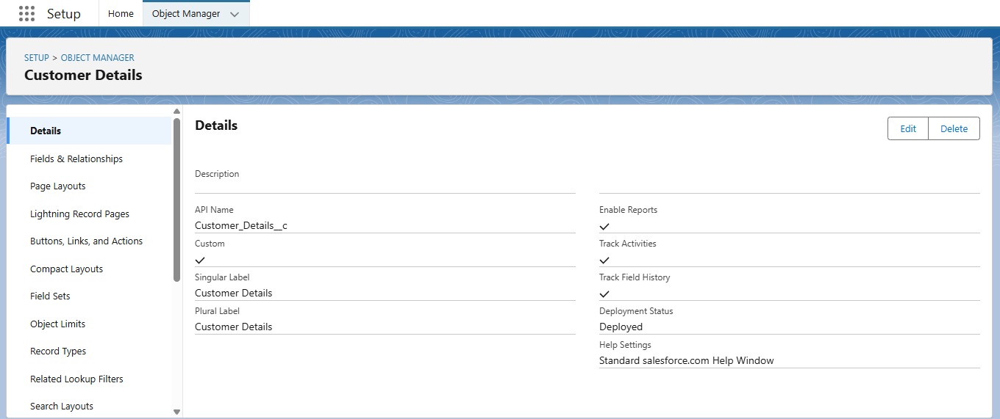 Setup Home Object Manager
SETUP > OBJECT MANAGER
Customer Details
Details
Fields & Relationships
Page Layouts
Lightning Record Pages
Buttons, Links, and Actions
Compact Layouts
Field Sets
Object Limits
Record Types
Related Lookup Filters
Search Layouts
Details
Edit Delete
Description
API Name
Customer_Details__c
Custom
Singular Label
Customer Details
Plural Label
Customer Details
Enable Reports
Track Activities
Track Field History
Deployment Status
Deployed
Help Settings
Standard salesforce.com Help Window